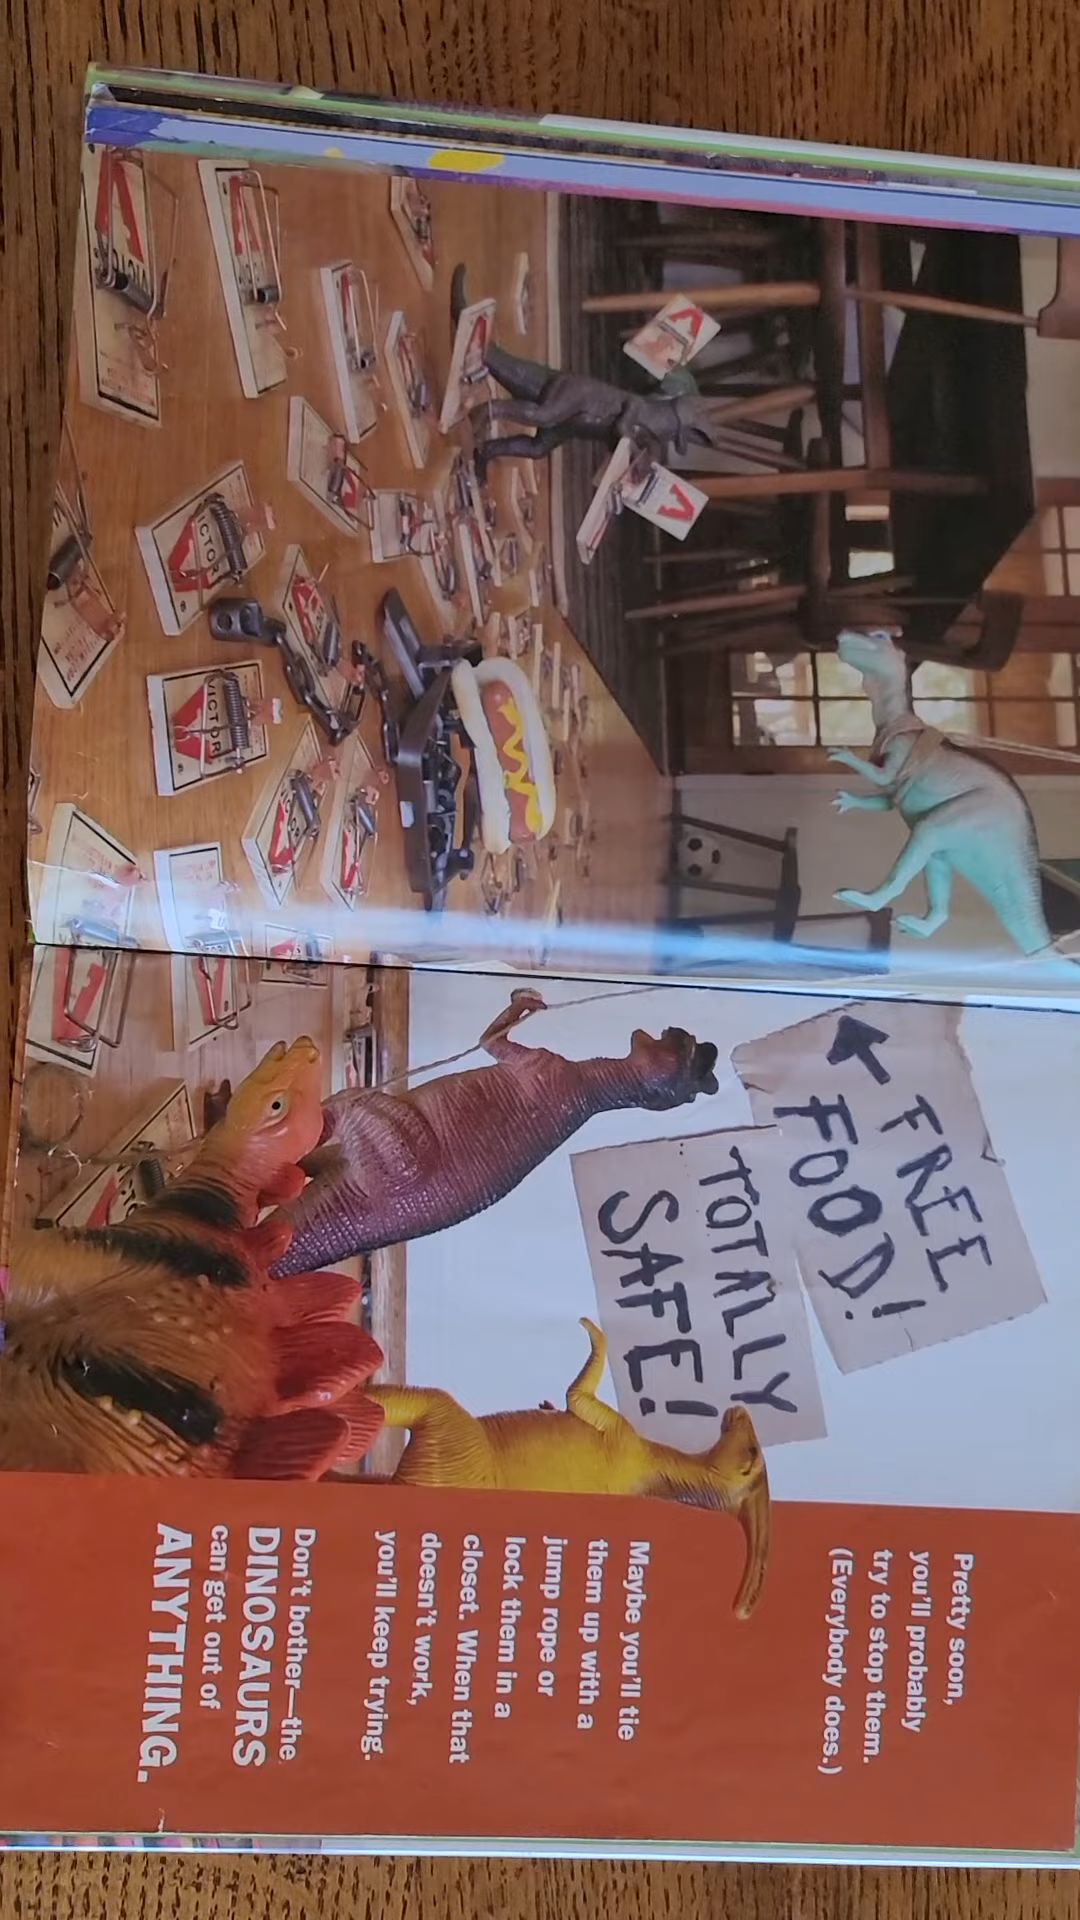 VICTOR
VICTOR
VICTOR
← FREE
FOOD!
TOTALLY
SAFE!
Pretty soon,
you'll probably
try to stop them.
(Everybody does.)
Maybe you'll tie
them up with a
jump rope or
lock them in a
closet. When that
doesn't work,
you'll keep trying.
Don't bother—the
DINOSAURS
can get out of
ANYTHING.